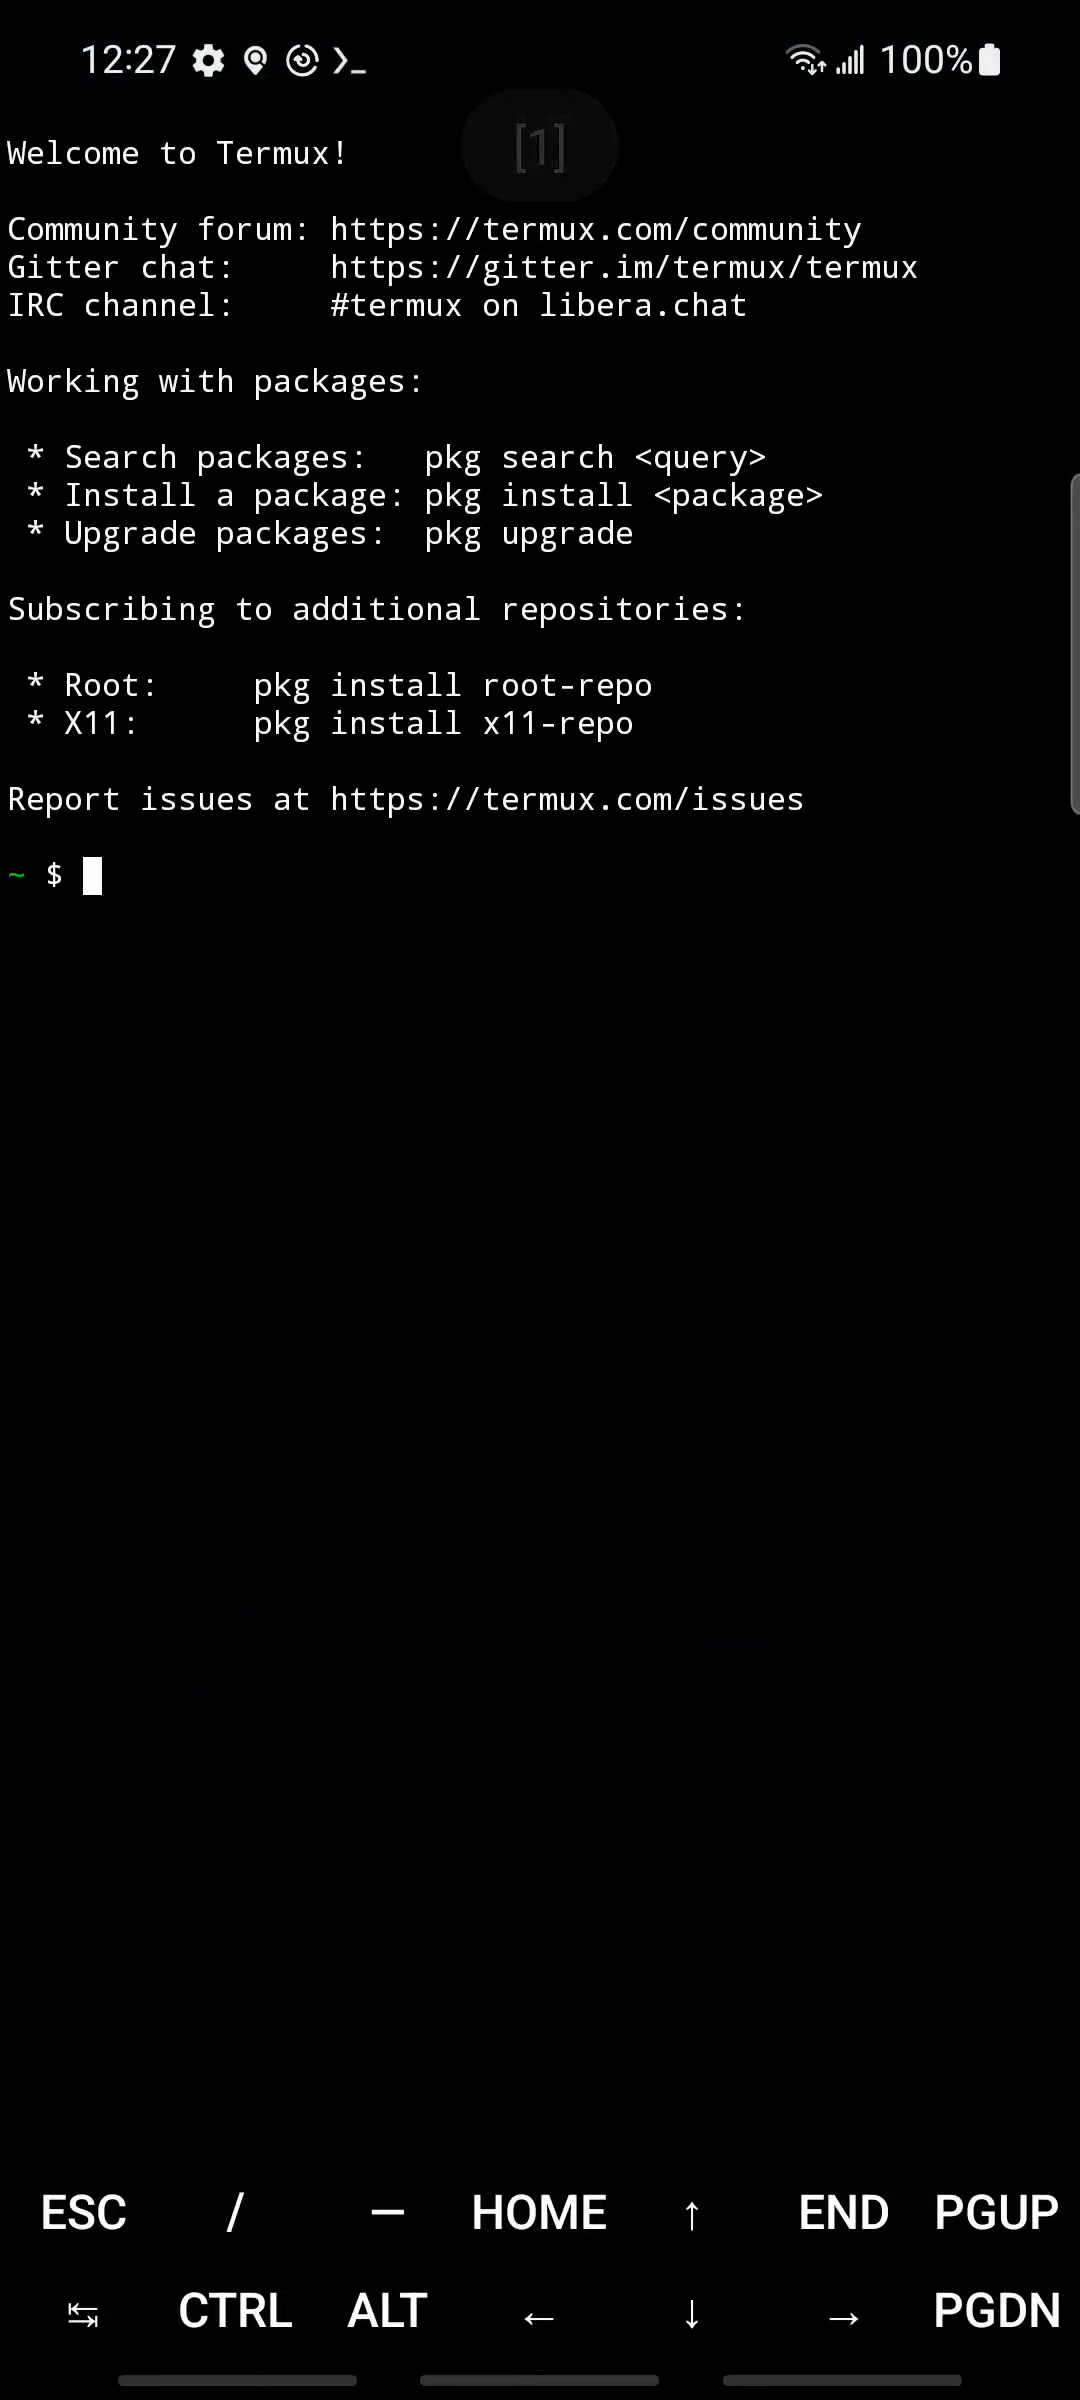 12:27 100%
[1]
Welcome to Termux!
Community forum: https://termux.com/community
Gitter chat:     https://gitter.im/termux/termux
IRC channel:     #termux on libera.chat
Working with packages:
* Search packages:   pkg search <query>
* Install a package: pkg install <package>
* Upgrade packages:  pkg upgrade
Subscribing to additional repositories:
* Root:     pkg install root-repo
* X11:      pkg install x11-repo
Report issues at https://termux.com/issues
~ $
ESC / — HOME ↑ END PGUP
↹ CTRL ALT ← ↓ → PGDN